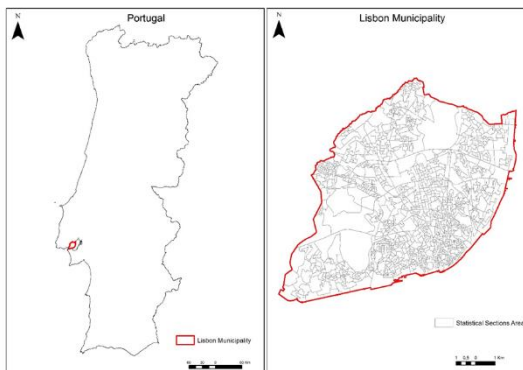 Portugal
N
Lisbon Municipality
Lisbon Municipality
N
Statistical Sections Area